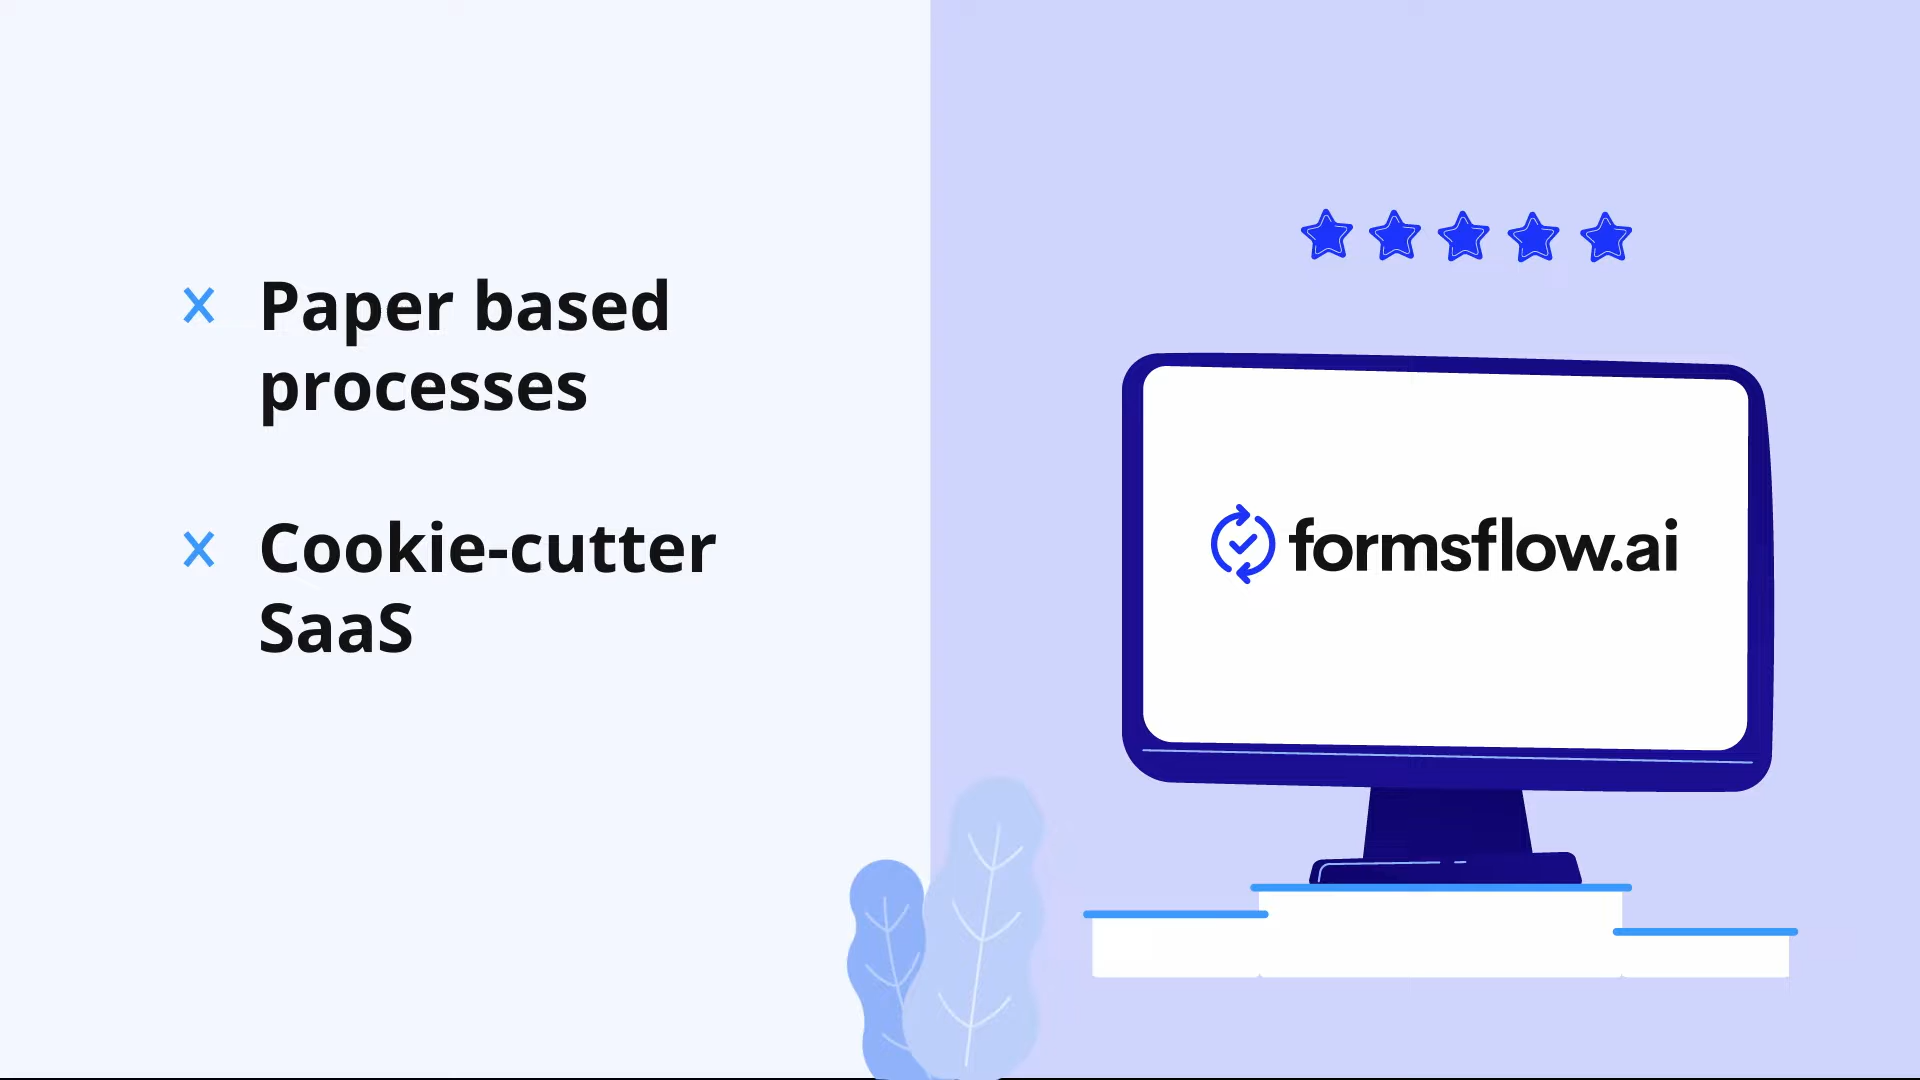 Paper based
processes
Cookie-cutter
SaaS
formsflow.ai